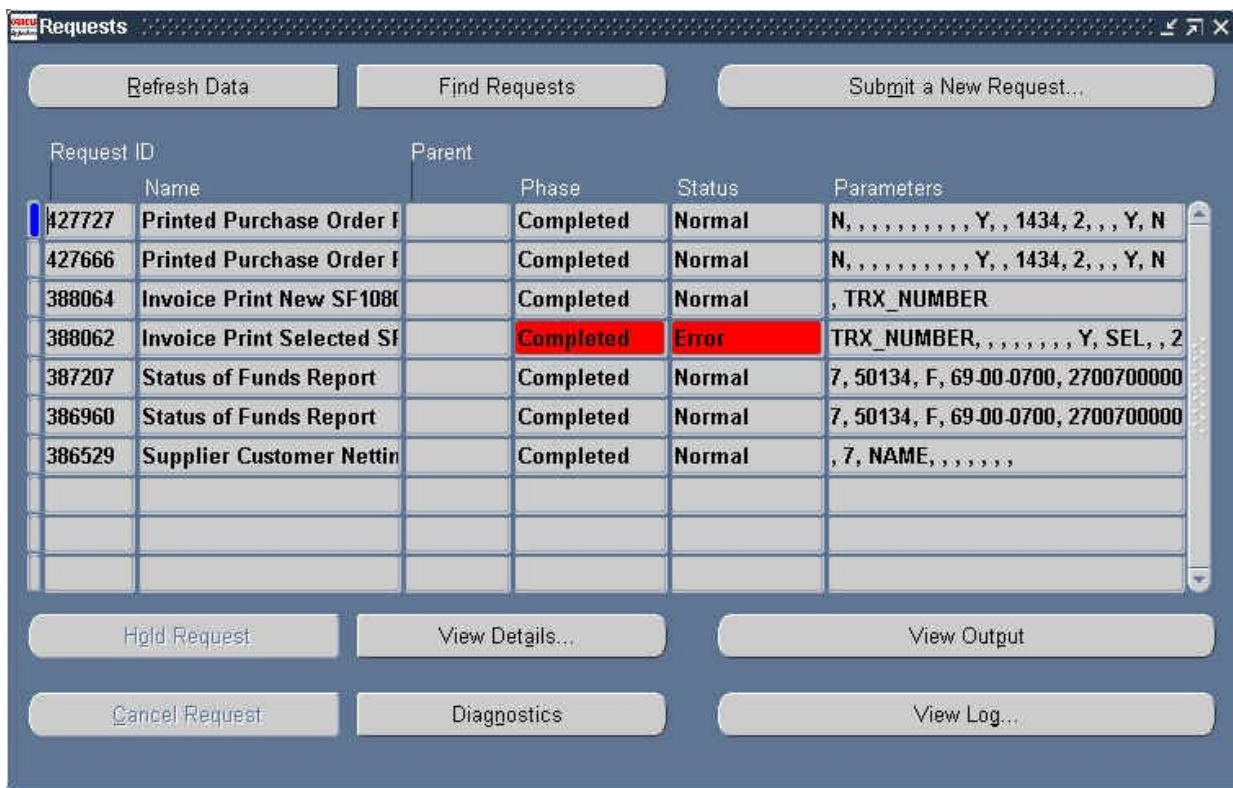 Requests
Refresh Data Find Requests Submit a New Request...
Request ID Parent
Name Phase Status Parameters
427727 Printed Purchase Order Completed Normal N, , , , , , , , , , Y, , 1434, 2, , , Y, N
427666 Printed Purchase Order Completed Normal N, , , , , , , , , , Y, , 1434, 2, , , Y, N
388064 Invoice Print New SF108 Completed Normal , TRX_NUMBER
388062 Invoice Print Selected Completed Error TRX_NUMBER, , , , , , , , Y, SEL, , 2
387207 Status of Funds Report Completed Normal 7, 50134, F, 69-00-0700, 2700700000
386960 Status of Funds Report Completed Normal 7, 50134, F, 69-00-0700, 2700700000
386529 Supplier Customer Nettin Completed Normal , 7, NAME, , , , , , ,
Hold Request View Details... View Output
Cancel Request Diagnostics View Log...